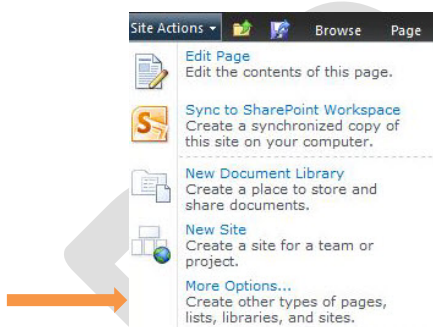 Site Actions Browse Page
Edit Page
Edit the contents of this page.
Sync to SharePoint Workspace
Create a synchronized copy of
this site on your computer.
New Document Library
Create a place to store and
share documents.
New Site
Create a site for a team or
project.
More Options...
Create other types of pages,
lists, libraries, and sites.